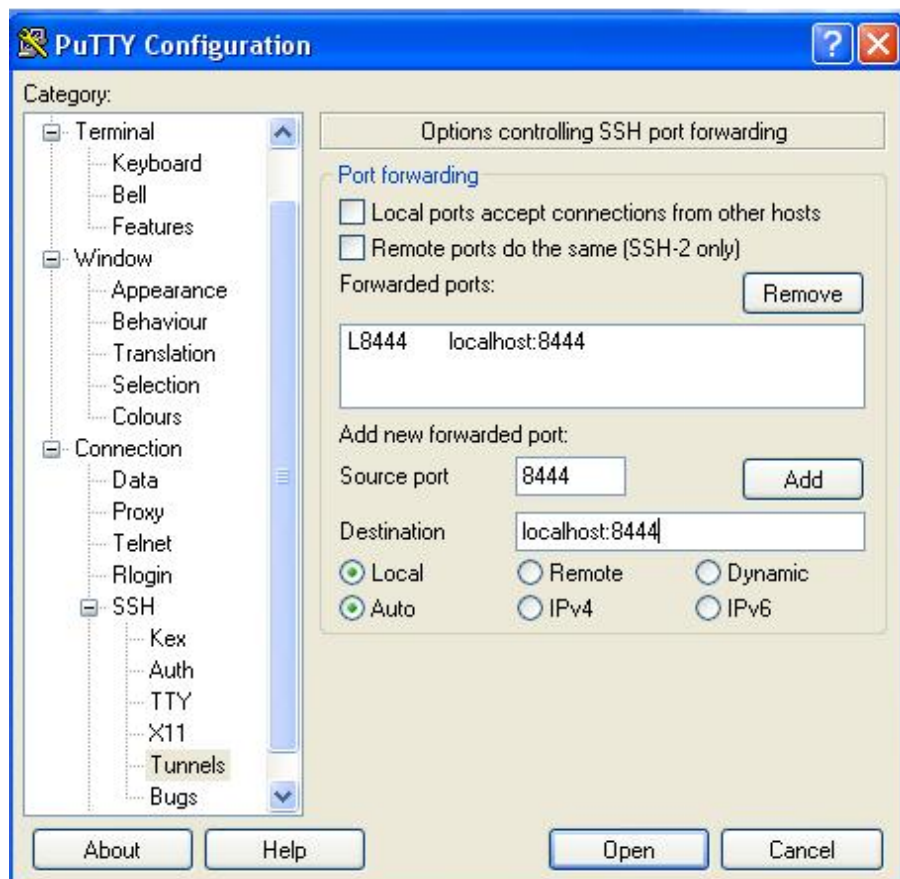 PuTTY Configuration
Category:
Terminal
Keyboard
Bell
Features
Window
Appearance
Behaviour
Translation
Selection
Colours
Connection
Data
Proxy
Telnet
Rlogin
SSH
Kex
Auth
TTY
X11
Tunnels
Bugs
Options controlling SSH port forwarding
Port forwarding
Local ports accept connections from other hosts
Remote ports do the same (SSH-2 only)
Forwarded ports: Remove
L8444 localhost:8444
Add new forwarded port:
Source port 8444 Add
Destination localhost:8444
Local Remote Dynamic
Auto IPv4 IPv6
About Help Open Cancel